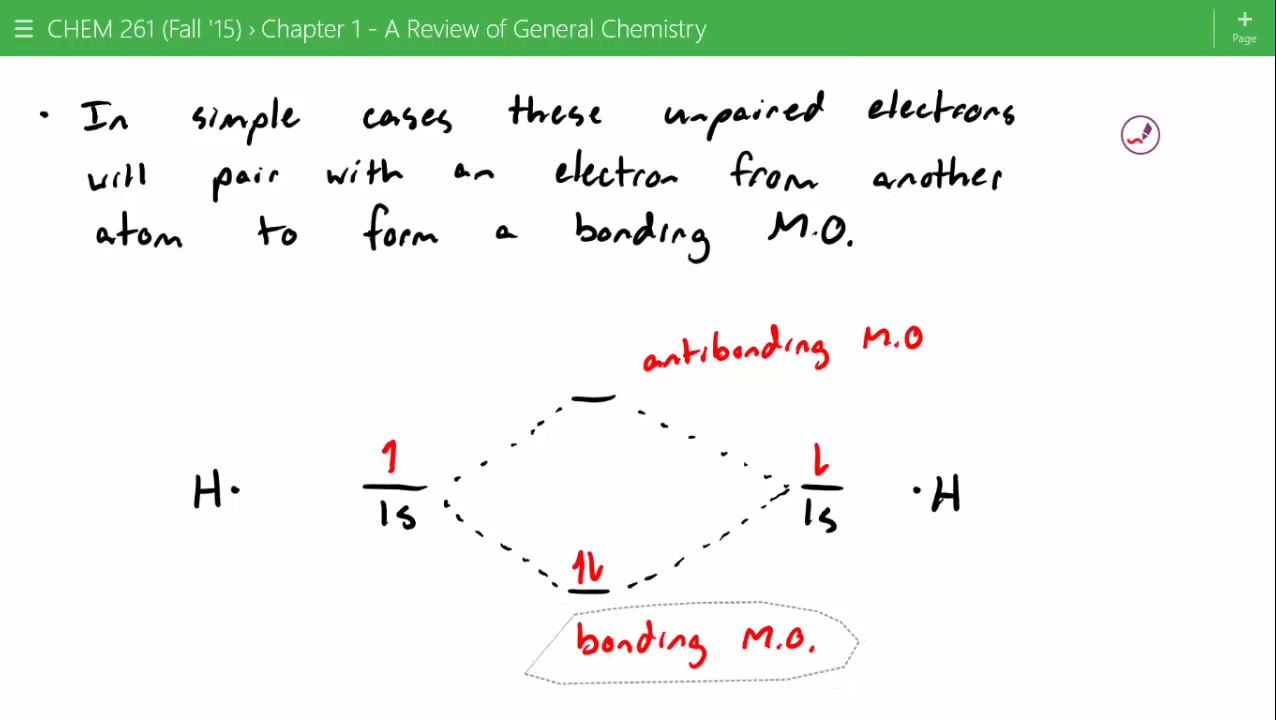 CHEM 261 (Fall '15) › Chapter 1 - A Review of General Chemistry
Page
• In simple cases these unpaired electrons
will pair with an electron from another
atom to form a bonding M.O.
antibonding M.O
H• 1s 1s •H
bonding M.O.